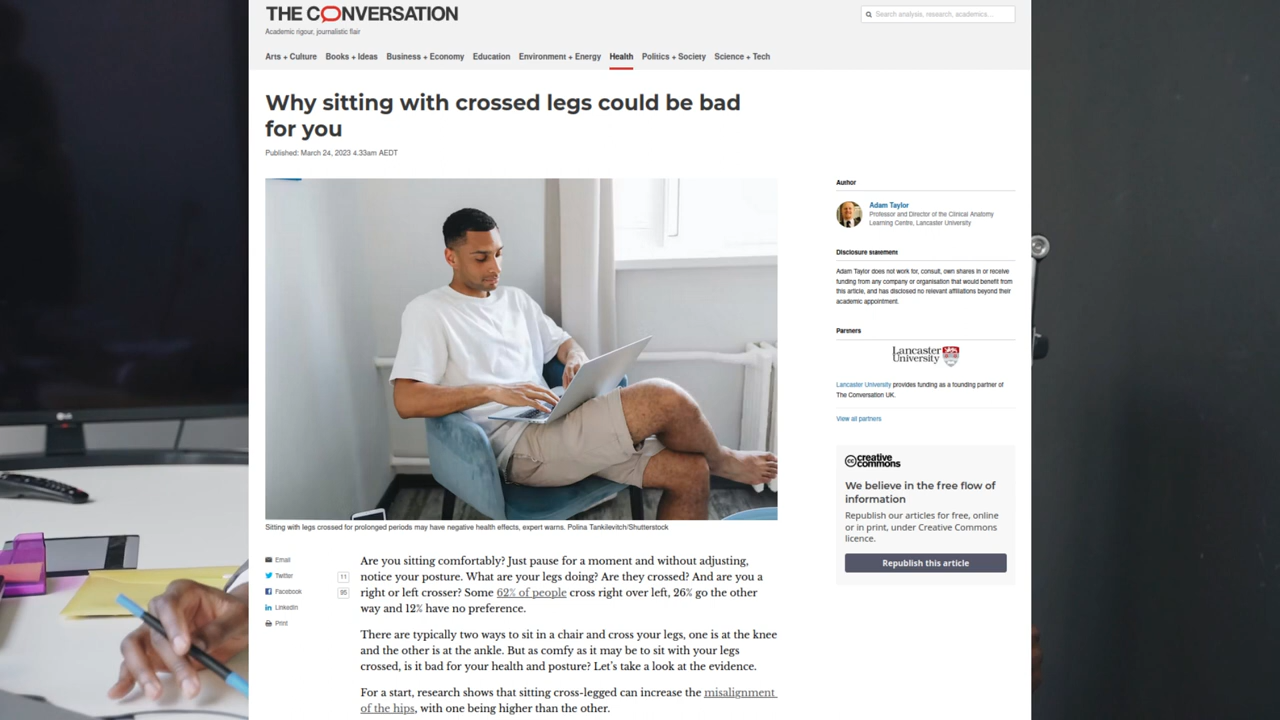 THE CONVERSATION
Academic rigour, journalistic flair
Search analysis, research, academics…
Arts + Culture Books + Ideas Business + Economy Education Environment + Energy Health Politics + Society Science + Tech
Why sitting with crossed legs could be bad
for you
Published: March 24, 2023 4.33am AEDT
Sitting with legs crossed for prolonged periods may have negative health effects, expert warns. Polina Tankilevitch/Shutterstock
Email
Twitter 11
Facebook 95
LinkedIn
Print
Are you sitting comfortably? Just pause for a moment and without adjusting,
notice your posture. What are your legs doing? Are they crossed? And are you a
right or left crosser? Some 62% of people cross right over left, 26% go the other
way and 12% have no preference.
There are typically two ways to sit in a chair and cross your legs, one is at the knee
and the other is at the ankle. But as comfy as it may be to sit with your legs
crossed, is it bad for your health and posture? Let's take a look at the evidence.
For a start, research shows that sitting cross-legged can increase the misalignment
of the hips, with one being higher than the other.
Author
Adam Taylor
Professor and Director of the Clinical Anatomy
Learning Centre, Lancaster University
Disclosure statement
Adam Taylor does not work for, consult, own shares in or receive
funding from any company or organisation that would benefit from
this article, and has disclosed no relevant affiliations beyond their
academic appointment.
Partners
Lancaster
University
Lancaster University provides funding as a founding partner of
The Conversation UK.
View all partners
cc creative
commons
We believe in the free flow of
information
Republish our articles for free, online
or in print, under Creative Commons
licence.
Republish this article
LG